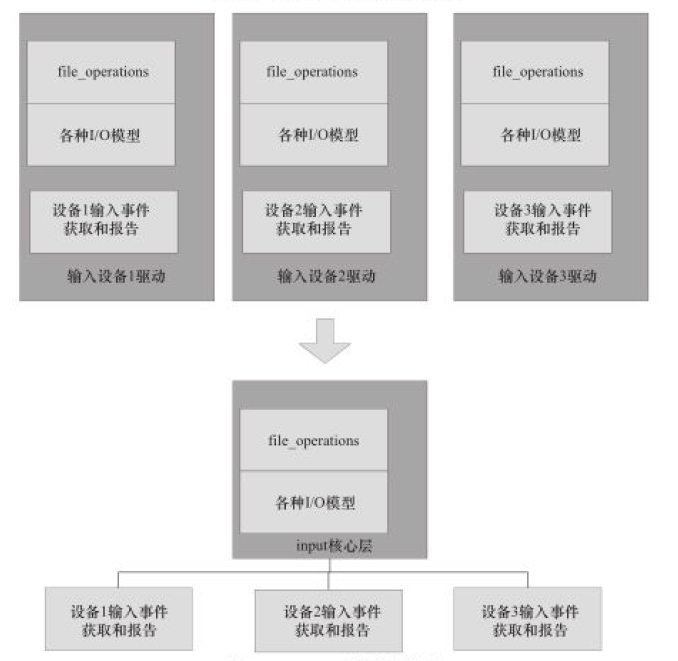 file_operations
file_operations
file_operations
各种I/O模型
各种I/O模型
各种I/O模型
设备1输入事件
获取和报告
设备2输入事件
获取和报告
设备3输入事件
获取和报告
输入设备1驱动
输入设备2驱动
输入设备3驱动
file_operations
各种I/O模型
input核心层
设备1输入事件
获取和报告
设备2输入事件
获取和报告
设备3输入事件
获取和报告